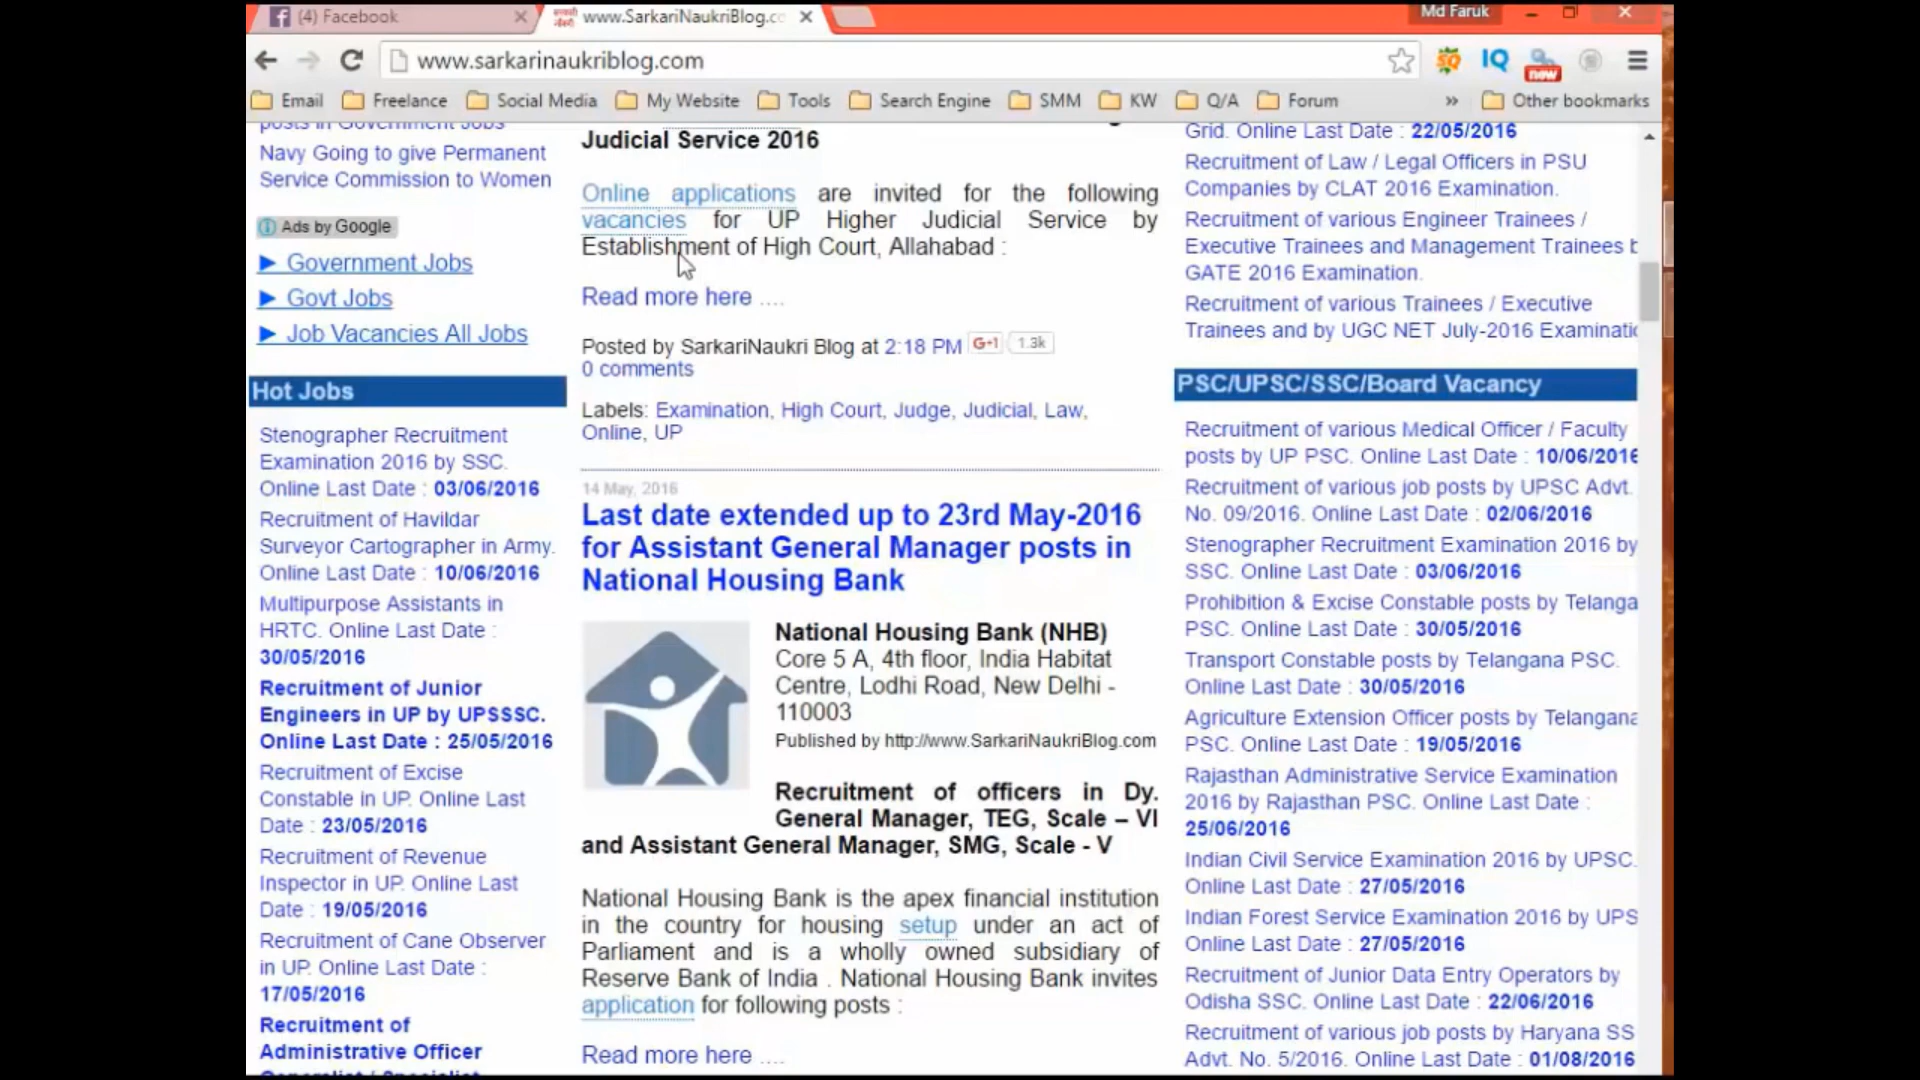 (4) Facebook
www.SarkariNaukriBlog.co
Md Faruk
www.sarkarinaukriblog.com
IQ
now
Email
Freelance
Social Media
My Website
Tools
Search Engine
SMM
KW
Q/A
Forum
»
Other bookmarks
posts in Government Jobs
Navy Going to give Permanent
Service Commission to Women
Ads by Google
► Government Jobs
► Govt Jobs
► Job Vacancies All Jobs
Hot Jobs
Stenographer Recruitment
Examination 2016 by SSC.
Online Last Date : 03/06/2016
Recruitment of Havildar
Surveyor Cartographer in Army.
Online Last Date : 10/06/2016
Multipurpose Assistants in
HRTC. Online Last Date :
30/05/2016
Recruitment of Junior
Engineers in UP by UPSSSC.
Online Last Date : 25/05/2016
Recruitment of Excise
Constable in UP. Online Last
Date : 23/05/2016
Recruitment of Revenue
Inspector in UP. Online Last
Date : 19/05/2016
Recruitment of Cane Observer
in UP. Online Last Date :
17/05/2016
Recruitment of
Administrative Officer
Judicial Service 2016
Online applications are invited for the following
vacancies for UP Higher Judicial Service by
Establishment of High Court, Allahabad :
Read more here ....
Posted by SarkariNaukri Blog at 2:18 PM G+1 1.3k
0 comments
Labels: Examination, High Court, Judge, Judicial, Law,
Online, UP
14 May, 2016
Last date extended up to 23rd May-2016
for Assistant General Manager posts in
National Housing Bank
National Housing Bank (NHB)
Core 5 A, 4th floor, India Habitat
Centre, Lodhi Road, New Delhi -
110003
Published by http://www.SarkariNaukriBlog.com
Recruitment of officers in Dy.
General Manager, TEG, Scale – VI
and Assistant General Manager, SMG, Scale - V
National Housing Bank is the apex financial institution
in the country for housing setup under an act of
Parliament and is a wholly owned subsidiary of
Reserve Bank of India . National Housing Bank invites
application for following posts :
Read more here ....
Grid. Online Last Date : 22/05/2016
Recruitment of Law / Legal Officers in PSU
Companies by CLAT 2016 Examination.
Recruitment of various Engineer Trainees /
Executive Trainees and Management Trainees b
GATE 2016 Examination.
Recruitment of various Trainees / Executive
Trainees and by UGC NET July-2016 Examinatio
PSC/UPSC/SSC/Board Vacancy
Recruitment of various Medical Officer / Faculty
posts by UP PSC. Online Last Date : 10/06/2016
Recruitment of various job posts by UPSC Advt.
No. 09/2016. Online Last Date : 02/06/2016
Stenographer Recruitment Examination 2016 by
SSC. Online Last Date : 03/06/2016
Prohibition & Excise Constable posts by Telanga
PSC. Online Last Date : 30/05/2016
Transport Constable posts by Telangana PSC.
Online Last Date : 30/05/2016
Agriculture Extension Officer posts by Telangana
PSC. Online Last Date : 19/05/2016
Rajasthan Administrative Service Examination
2016 by Rajasthan PSC. Online Last Date :
25/06/2016
Indian Civil Service Examination 2016 by UPSC.
Online Last Date : 27/05/2016
Indian Forest Service Examination 2016 by UPS
Online Last Date : 27/05/2016
Recruitment of Junior Data Entry Operators by
Odisha SSC. Online Last Date : 22/06/2016
Recruitment of various job posts by Haryana SS
Advt. No. 5/2016. Online Last Date : 01/08/2016